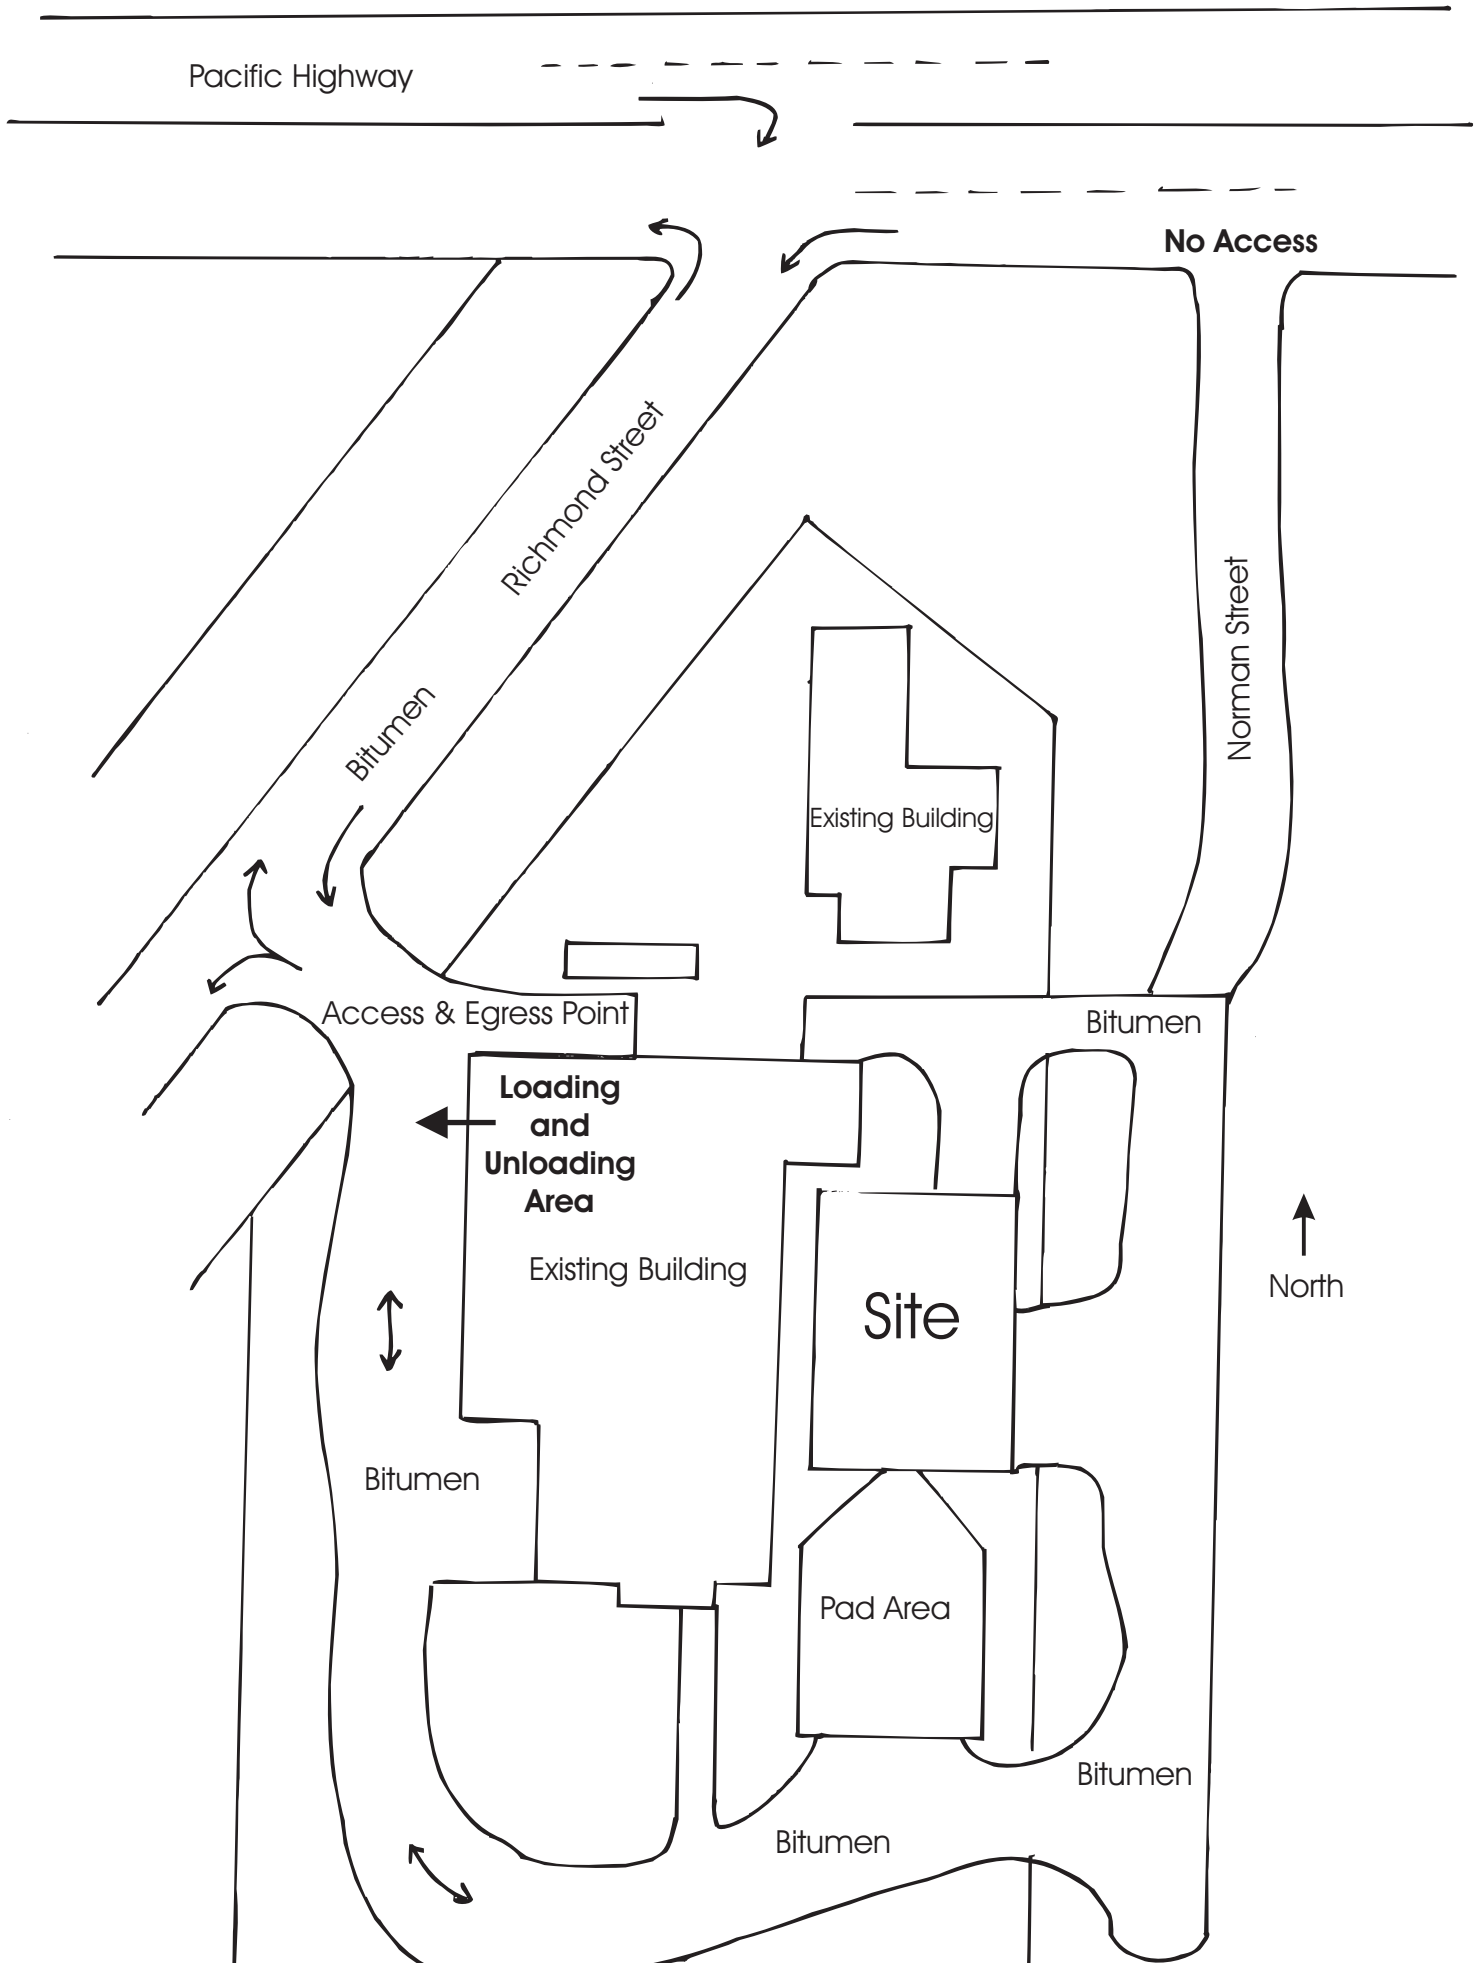 Pacific Highway
No Access
Richmond Street
Bitumen
Norman Street
Existing Building
Access & Egress Point
Bitumen
Loading
and
Unloading
Area
Existing Building
Site
North
Bitumen
Pad Area
Bitumen
Bitumen